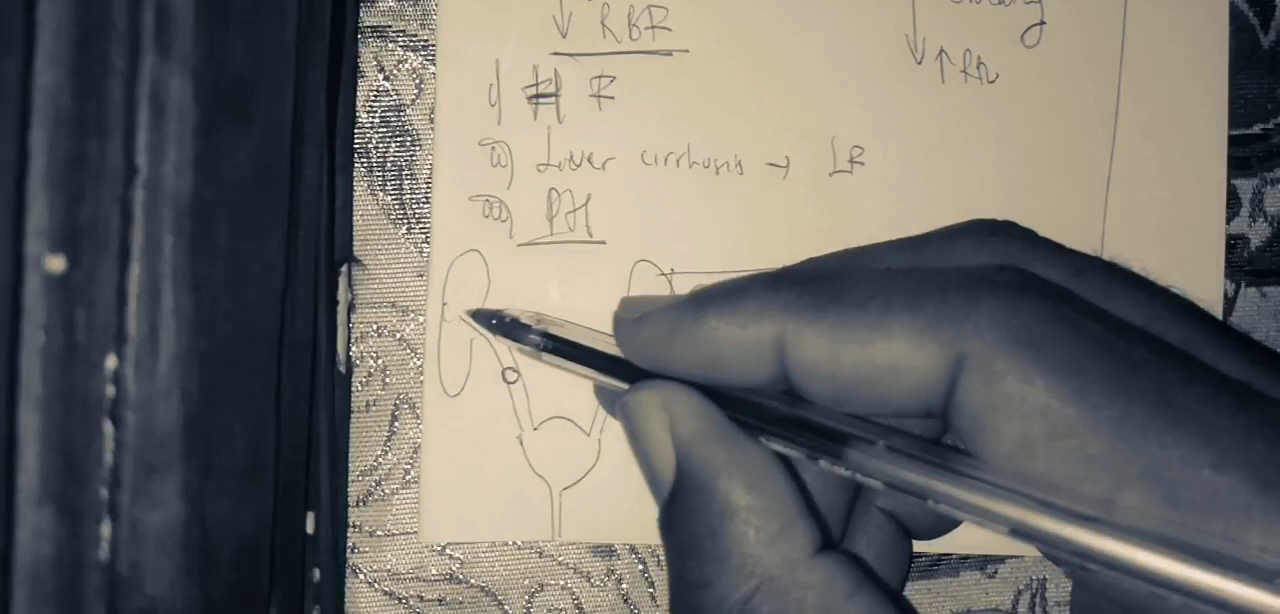 ↓ RBF
↑ RR
i) F
ii) Liver cirrhosis → LF
iii) PH